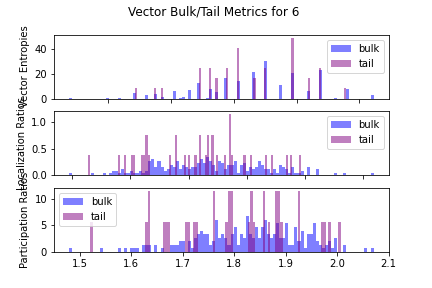 Vector Bulk/Tail Metrics for 6
Vector Entropies
40
20
0
bulk
tail
Localization Ratios
1.0
0.5
0.0
bulk
tail
Participation Ratios
10
5
0
bulk
tail
1.5 1.6 1.7 1.8 1.9 2.0 2.1